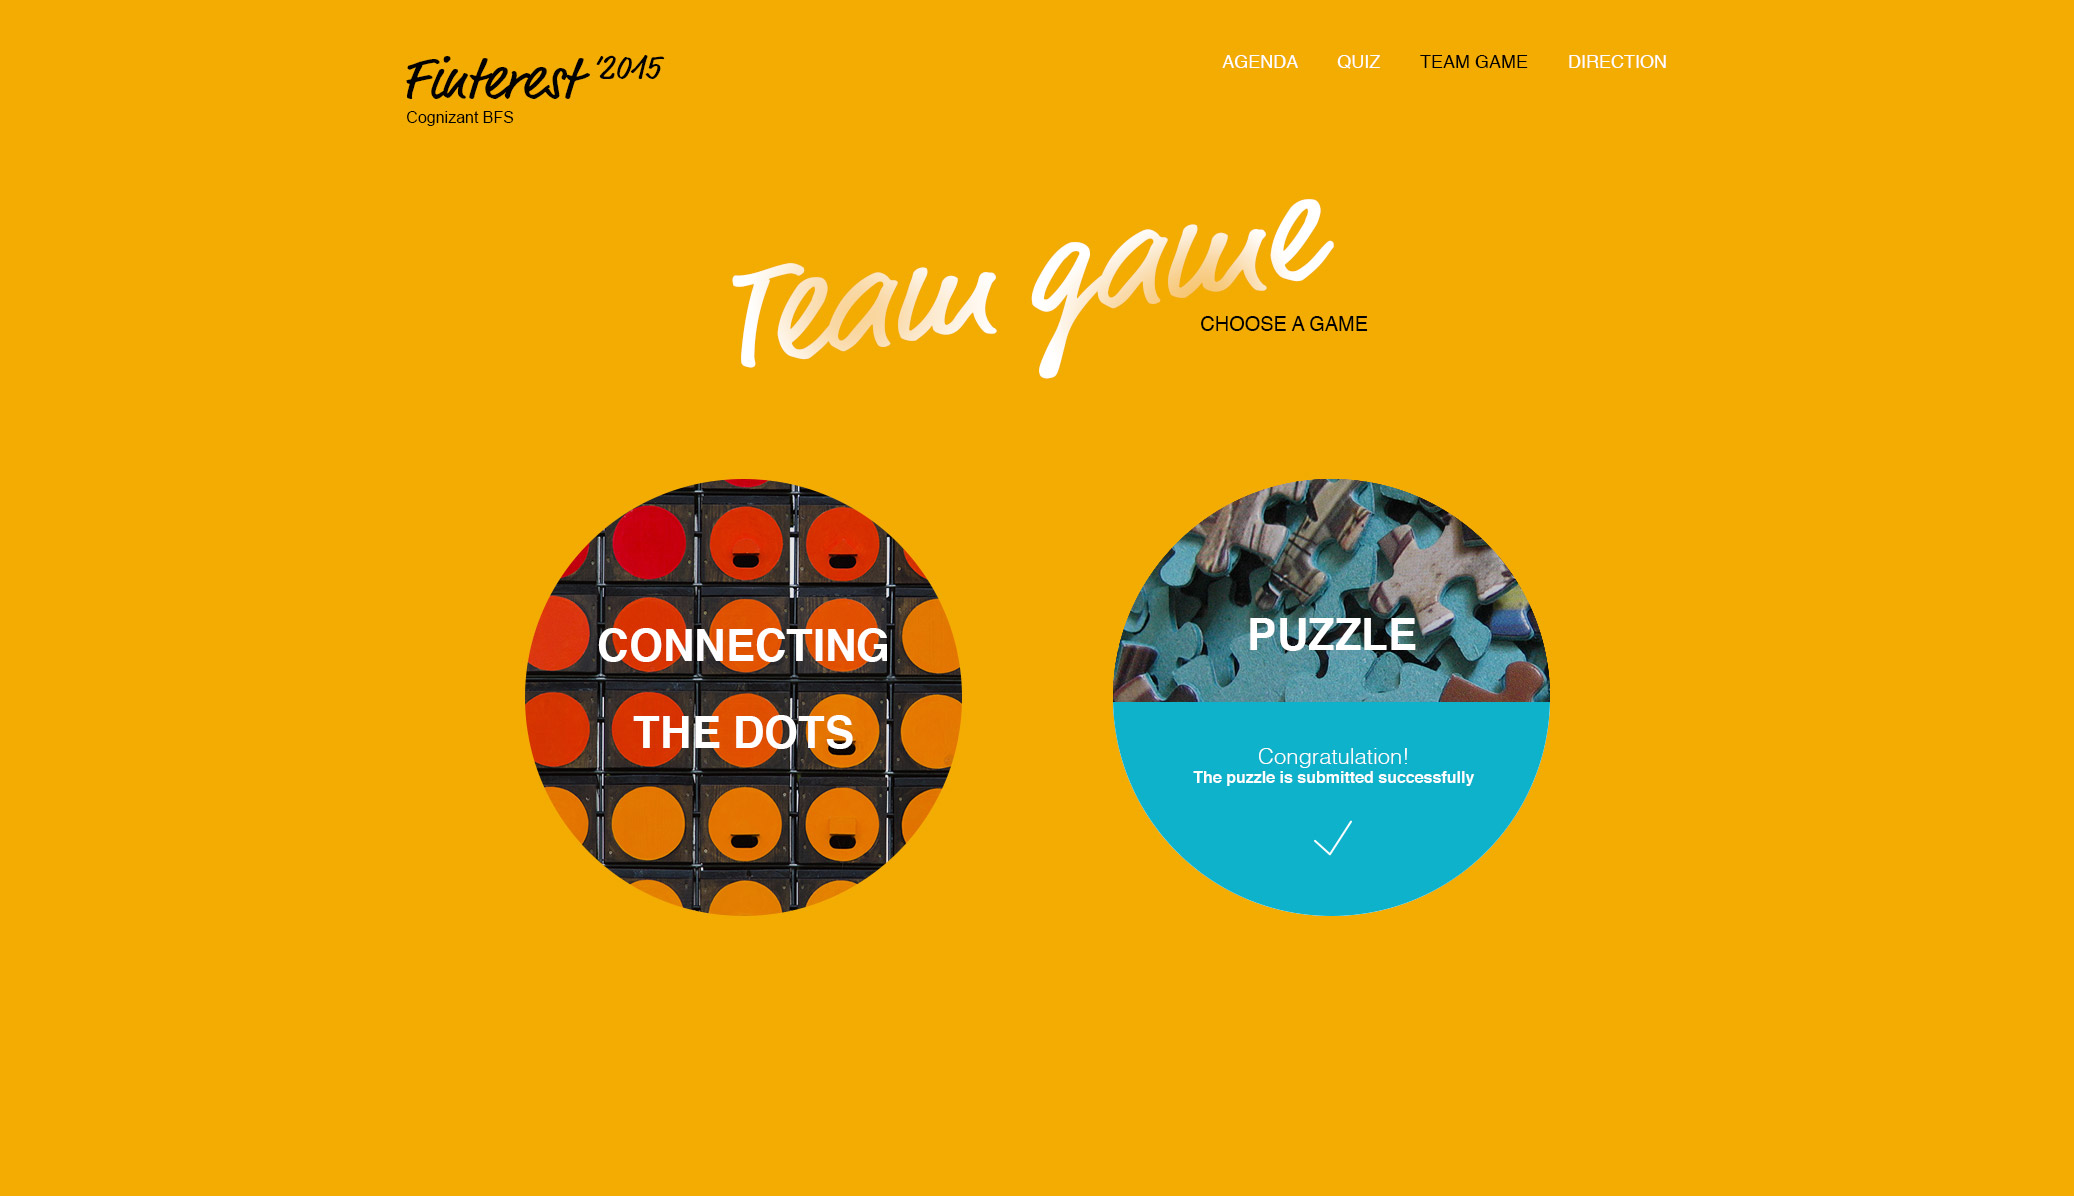 Finterest '2015
Cognizant BFS
AGENDA QUIZ TEAM GAME DIRECTION
Team game
CHOOSE A GAME
CONNECTING
THE DOTS
PUZZLE
Congratulation!
The puzzle is submitted successfully